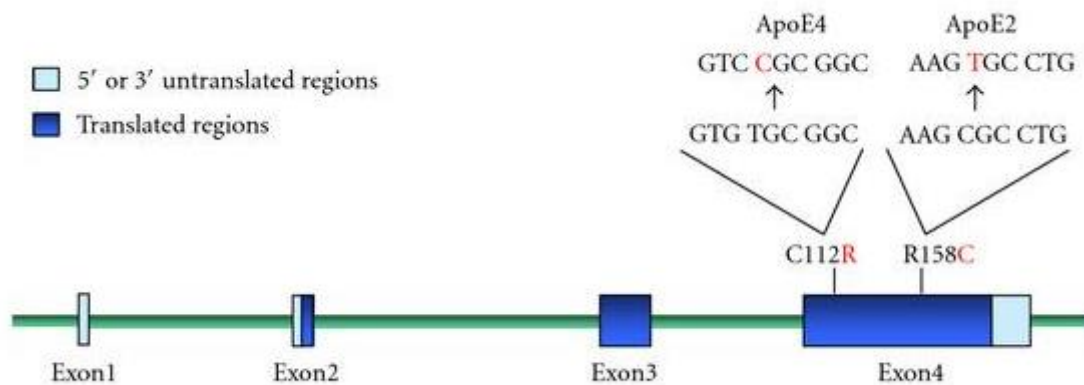 ApoE4
ApoE2
GTC CGC GGC
AAG TGC CTG
5′ or 3′ untranslated regions
Translated regions
GTG TGC GGC
AAG CGC CTG
C112R
R158C
Exon1
Exon2
Exon3
Exon4